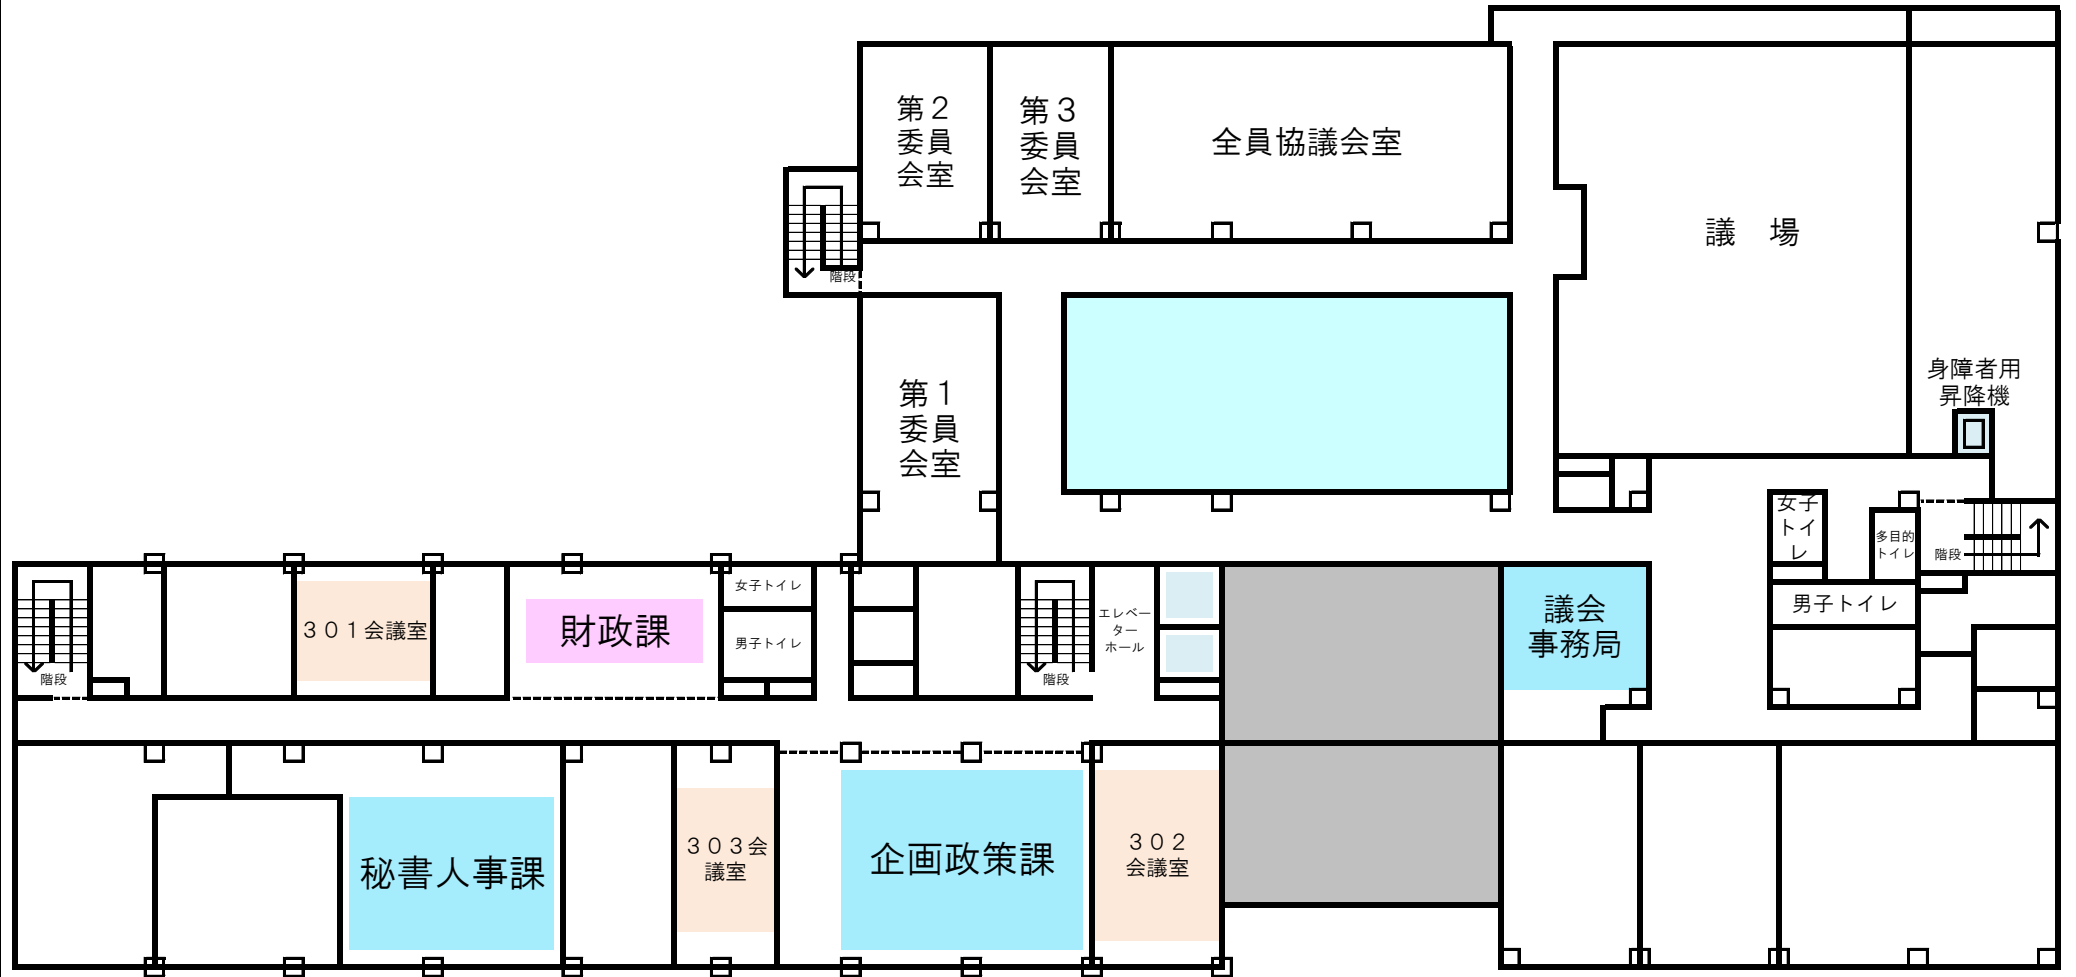 第２
委員
会室
第３
委員
会室
全員協議会室
議　場
階段
身障者用
昇降機
第１
委員
会室
女子
トイ
レ
多目的
トイレ
階段
男子トイレ
女子トイレ
男子トイレ
３０１会議室
財政課
階段
階段
エレベー
ター
ホール
議会
事務局
秘書人事課
３０３会
議室
企画政策課
３０２
会議室